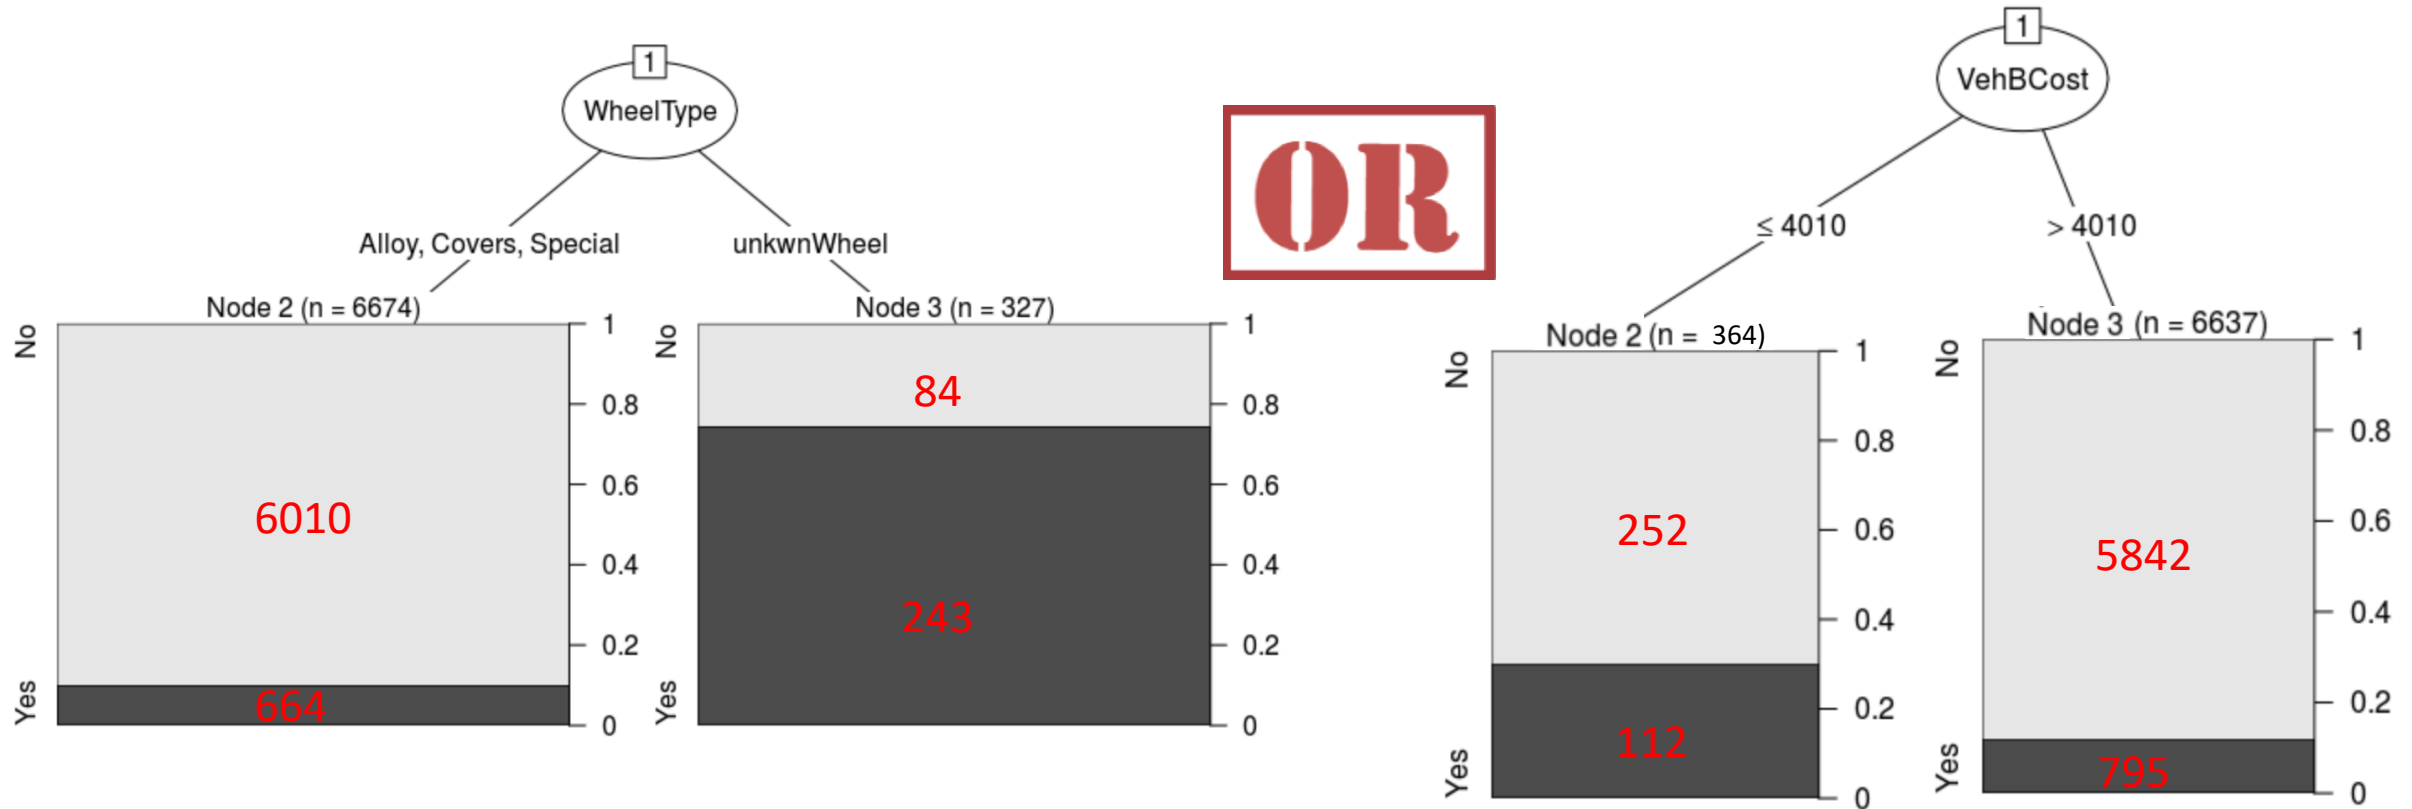 1
WheelType
Alloy, Covers, Special
unkwnWheel
Node 2 (n = 6674)
No
Yes
6010
664
1
0.8
0.6
0.4
0.2
0
Node 3 (n = 327)
No
Yes
84
243
1
0.8
0.6
0.4
0.2
0
OR
1
VehBCost
≤ 4010
> 4010
Node 2 (n = 364)
No
Yes
252
112
1
0.8
0.6
0.4
0.2
0
Node 3 (n = 6637)
No
Yes
5842
795
1
0.8
0.6
0.4
0.2
0